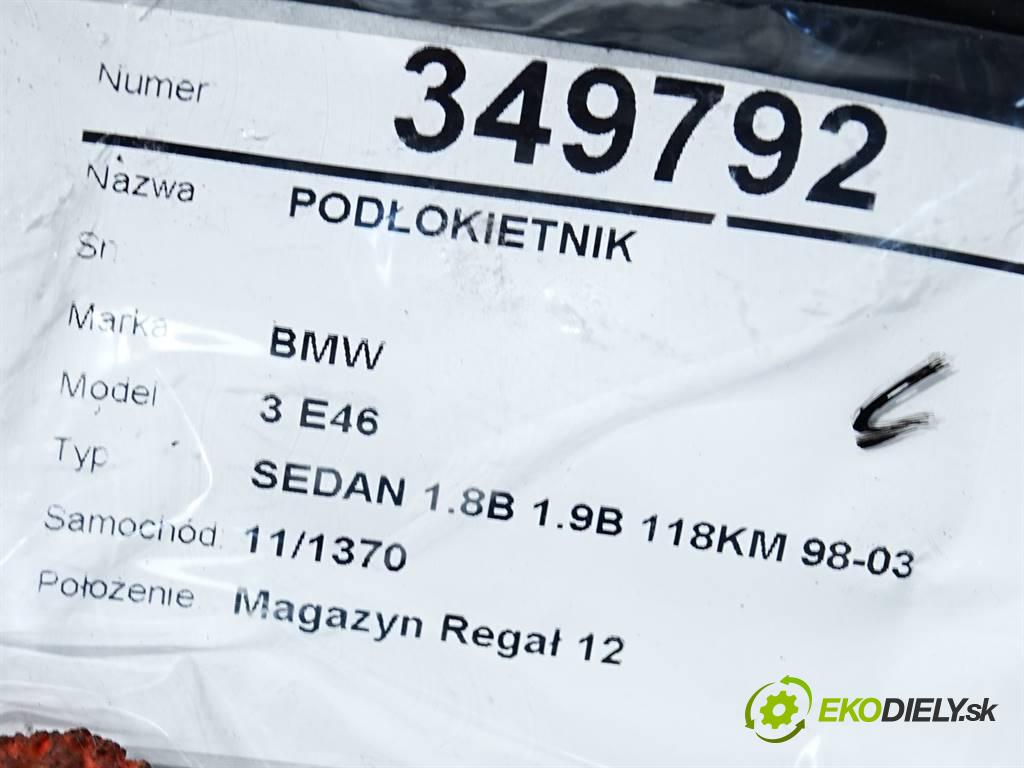 Numer 349792
Nazwa PODŁOKIETNIK
Sn
Marka BMW
Model 3 E46
Typ SEDAN 1.8B 1.9B 118KM 98-03
Samochód: 11/1370
Położenie Magazyn Regał 12
EKODIELY.sk